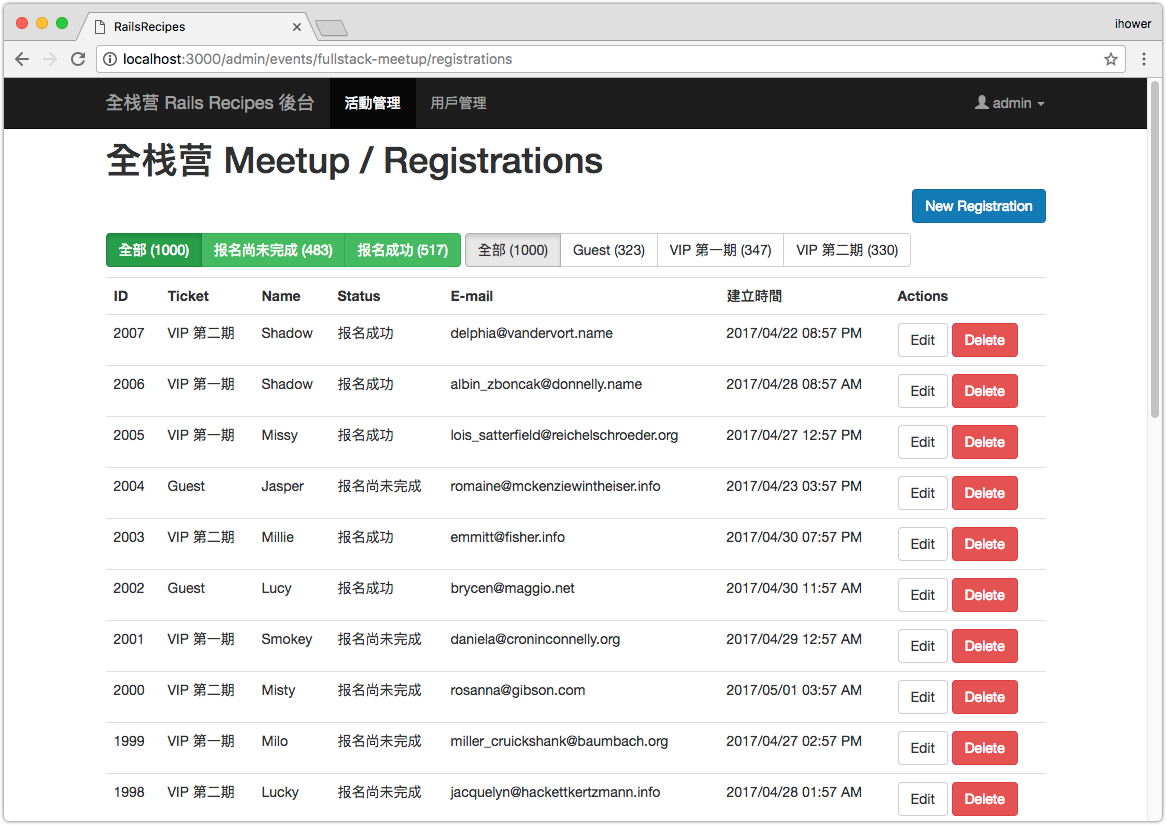 RailsRecipes
ihower
localhost:3000/admin/events/fullstack-meetup/registrations
全栈营 Rails Recipes 後台 活動管理 用戶管理 admin
全栈营 Meetup / Registrations
New Registration
全部 (1000) 报名尚未完成 (483) 报名成功 (517) 全部 (1000) Guest (323) VIP 第一期 (347) VIP 第二期 (330)
ID Ticket Name Status E-mail 建立時間 Actions
2007 VIP 第二期 Shadow 报名成功 delphia@vandervort.name 2017/04/22 08:57 PM Edit Delete
2006 VIP 第一期 Shadow 报名成功 albin_zboncak@donnelly.name 2017/04/28 08:57 AM Edit Delete
2005 VIP 第一期 Missy 报名成功 lois_satterfield@reichelschroeder.org 2017/04/27 12:57 PM Edit Delete
2004 Guest Jasper 报名尚未完成 romaine@mckenziewintheiser.info 2017/04/23 03:57 PM Edit Delete
2003 VIP 第二期 Millie 报名成功 emmitt@fisher.info 2017/04/30 07:57 PM Edit Delete
2002 Guest Lucy 报名成功 brycen@maggio.net 2017/04/30 11:57 AM Edit Delete
2001 VIP 第一期 Smokey 报名尚未完成 daniela@croninconnelly.org 2017/04/29 12:57 AM Edit Delete
2000 VIP 第二期 Misty 报名尚未完成 rosanna@gibson.com 2017/05/01 03:57 AM Edit Delete
1999 VIP 第一期 Milo 报名尚未完成 miller_cruickshank@baumbach.org 2017/04/27 02:57 PM Edit Delete
1998 VIP 第二期 Lucky 报名尚未完成 jacquelyn@hackettkertzmann.info 2017/04/28 01:57 AM Edit Delete